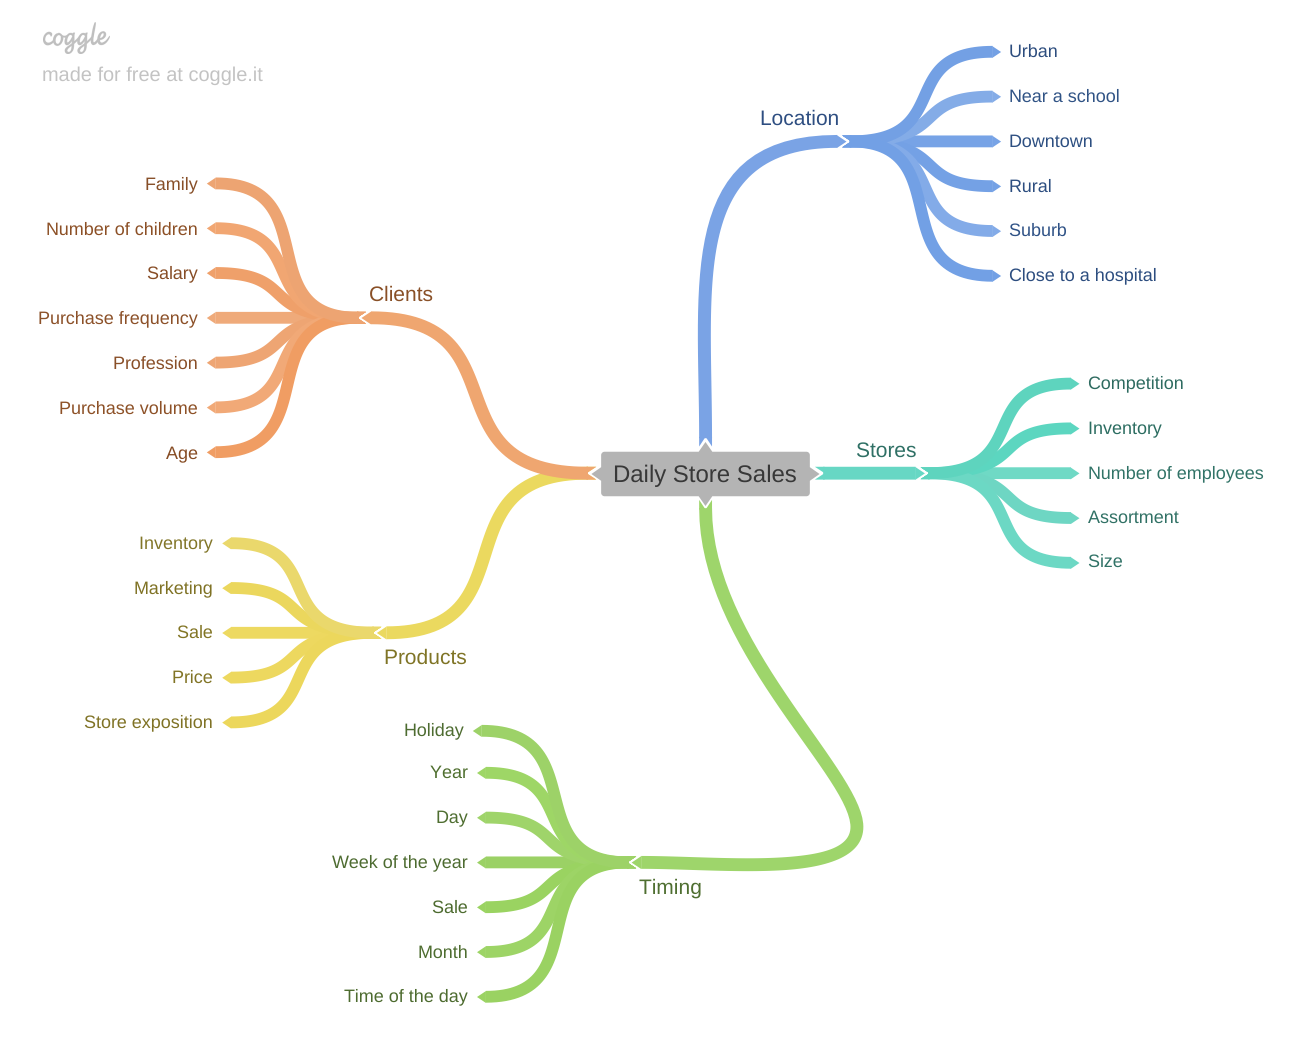 coggle
made for free at coggle.it
Daily Store Sales
Location
Urban
Near a school
Downtown
Rural
Suburb
Close to a hospital
Stores
Competition
Inventory
Number of employees
Assortment
Size
Clients
Family
Number of children
Salary
Purchase frequency
Profession
Purchase volume
Age
Products
Inventory
Marketing
Sale
Price
Store exposition
Timing
Holiday
Year
Day
Week of the year
Sale
Month
Time of the day